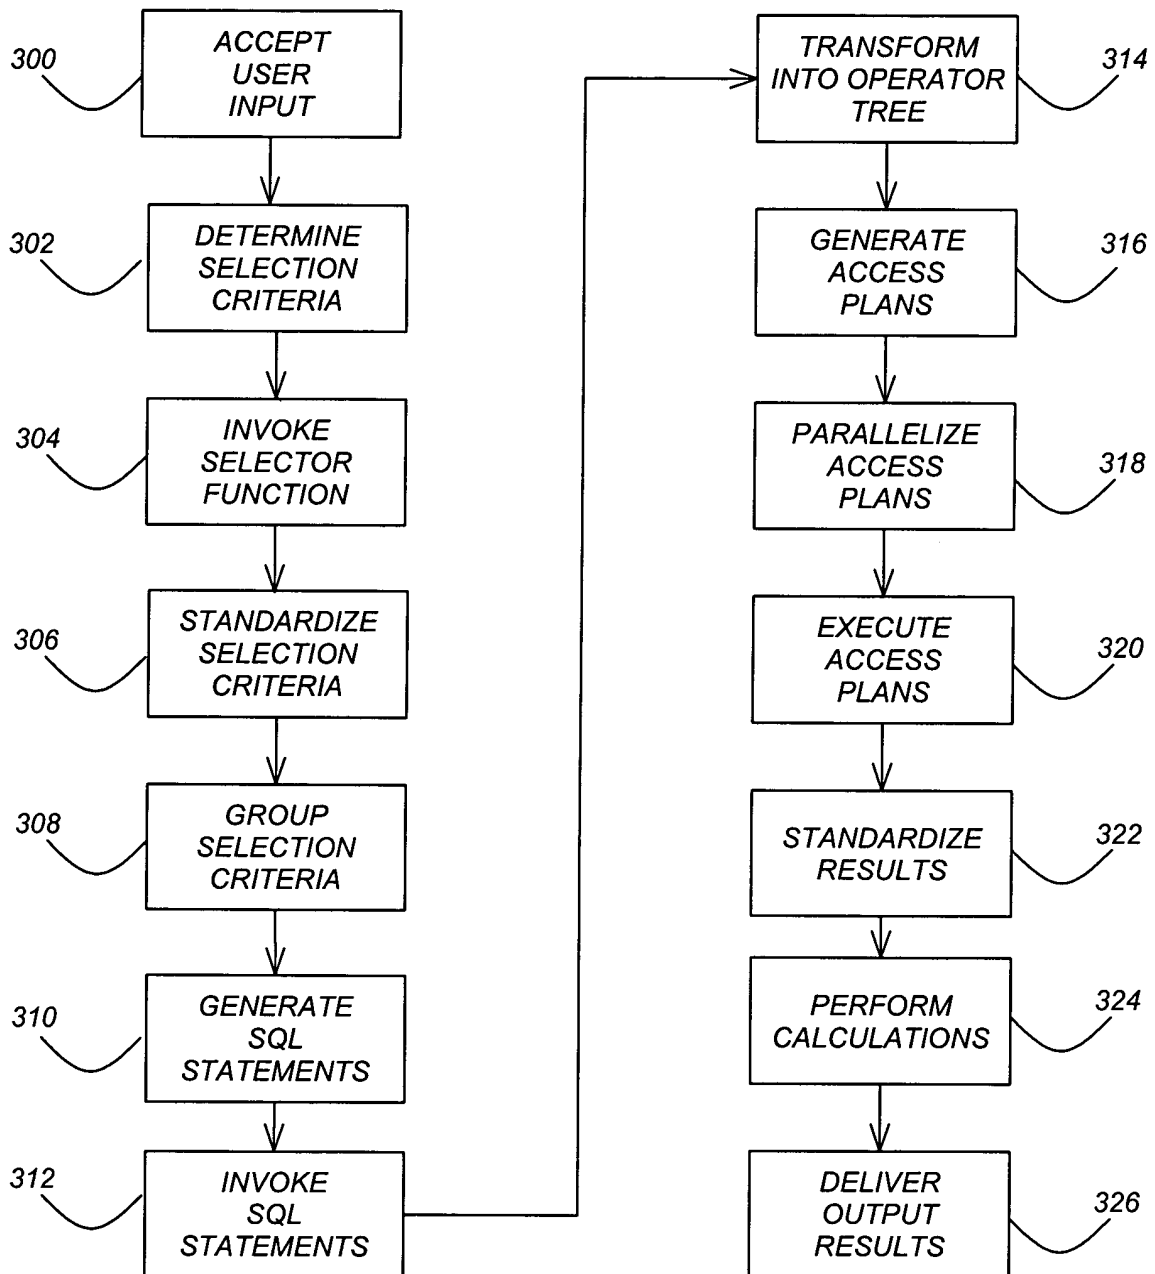 300
ACCEPT
USER
INPUT
302
DETERMINE
SELECTION
CRITERIA
304
INVOKE
SELECTOR
FUNCTION
306
STANDARDIZE
SELECTION
CRITERIA
308
GROUP
SELECTION
CRITERIA
310
GENERATE
SQL
STATEMENTS
312
INVOKE
SQL
STATEMENTS
TRANSFORM
INTO OPERATOR
TREE
314
GENERATE
ACCESS
PLANS
316
PARALLELIZE
ACCESS
PLANS
318
EXECUTE
ACCESS
PLANS
320
STANDARDIZE
RESULTS
322
PERFORM
CALCULATIONS
324
DELIVER
OUTPUT
RESULTS
326